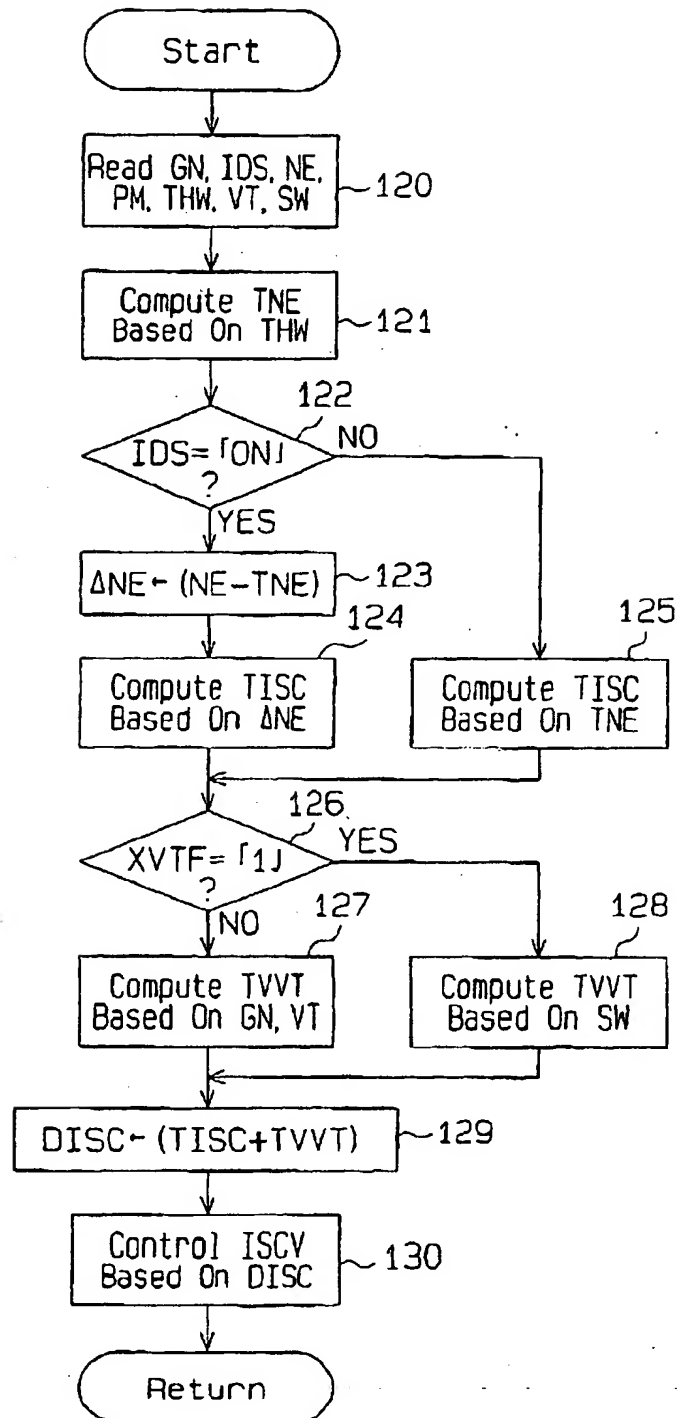 Start
Read GN, IDS, NE,
PM, THW, VT, SW
120
Compute TNE
Based On THW
121
122
IDS=「ON」
?
NO
YES
ΔNE←(NE-TNE)
123
124
Compute TISC
Based On ΔNE
125
Compute TISC
Based On TNE
126
XVTF=「1」
?
YES
NO
127
Compute TVVT
Based On GN, VT
128
Compute TVVT
Based On SW
DISC←(TISC+TVVT)
129
Control ISCV
Based On DISC
130
Return